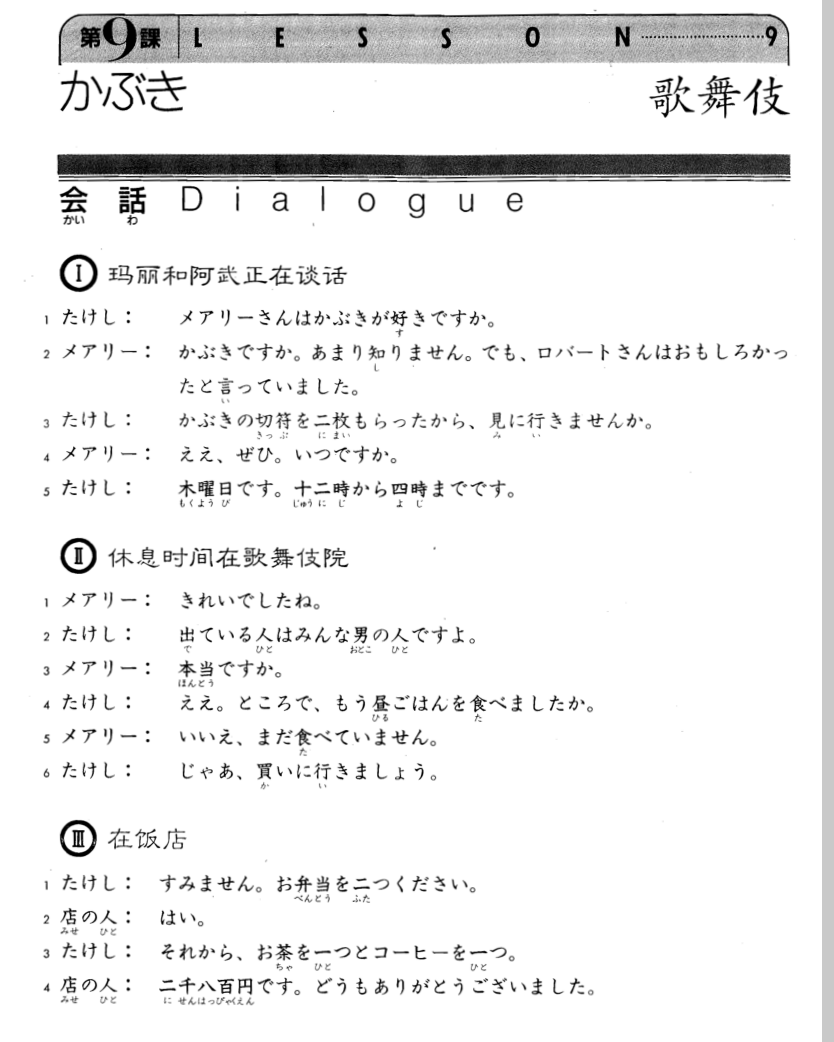 第9課 LESSON 9
かぶき 歌舞伎
会話 Dialogue
かい わ
Ⅰ 玛丽和阿武正在谈话
1 たけし： メアリーさんはかぶきが好きですか。
す
2 メアリー： かぶきですか。あまり知りません。でも、ロバートさんはおもしろかっ
し
たと言っていました。
い
3 たけし： かぶきの切符を二枚もらったから、見に行きませんか。
きっぷ にまい み い
4 メアリー： ええ、ぜひ。いつですか。
5 たけし： 木曜日です。十二時から四時までです。
もくようび じゅうにじ よじ
Ⅱ 休息时间在歌舞伎院
1 メアリー： きれいでしたね。
2 たけし： 出ている人はみんな男の人ですよ。
で ひと おとこ ひと
3 メアリー： 本当ですか。
ほんとう
4 たけし： ええ。ところで、もう昼ごはんを食べましたか。
ひる た
5 メアリー： いいえ、まだ食べていません。
た
6 たけし： じゃあ、買いに行きましょう。
か い
Ⅲ 在饭店
1 たけし： すみません。お弁当を二つください。
べんとう ふた
2 店の人： はい。
みせ ひと
3 たけし： それから、お茶を一つとコーヒーを一つ。
ちゃ ひと ひと
4 店の人： 二千八百円です。どうもありがとうございました。
みせ ひと に せんはっぴゃくえん